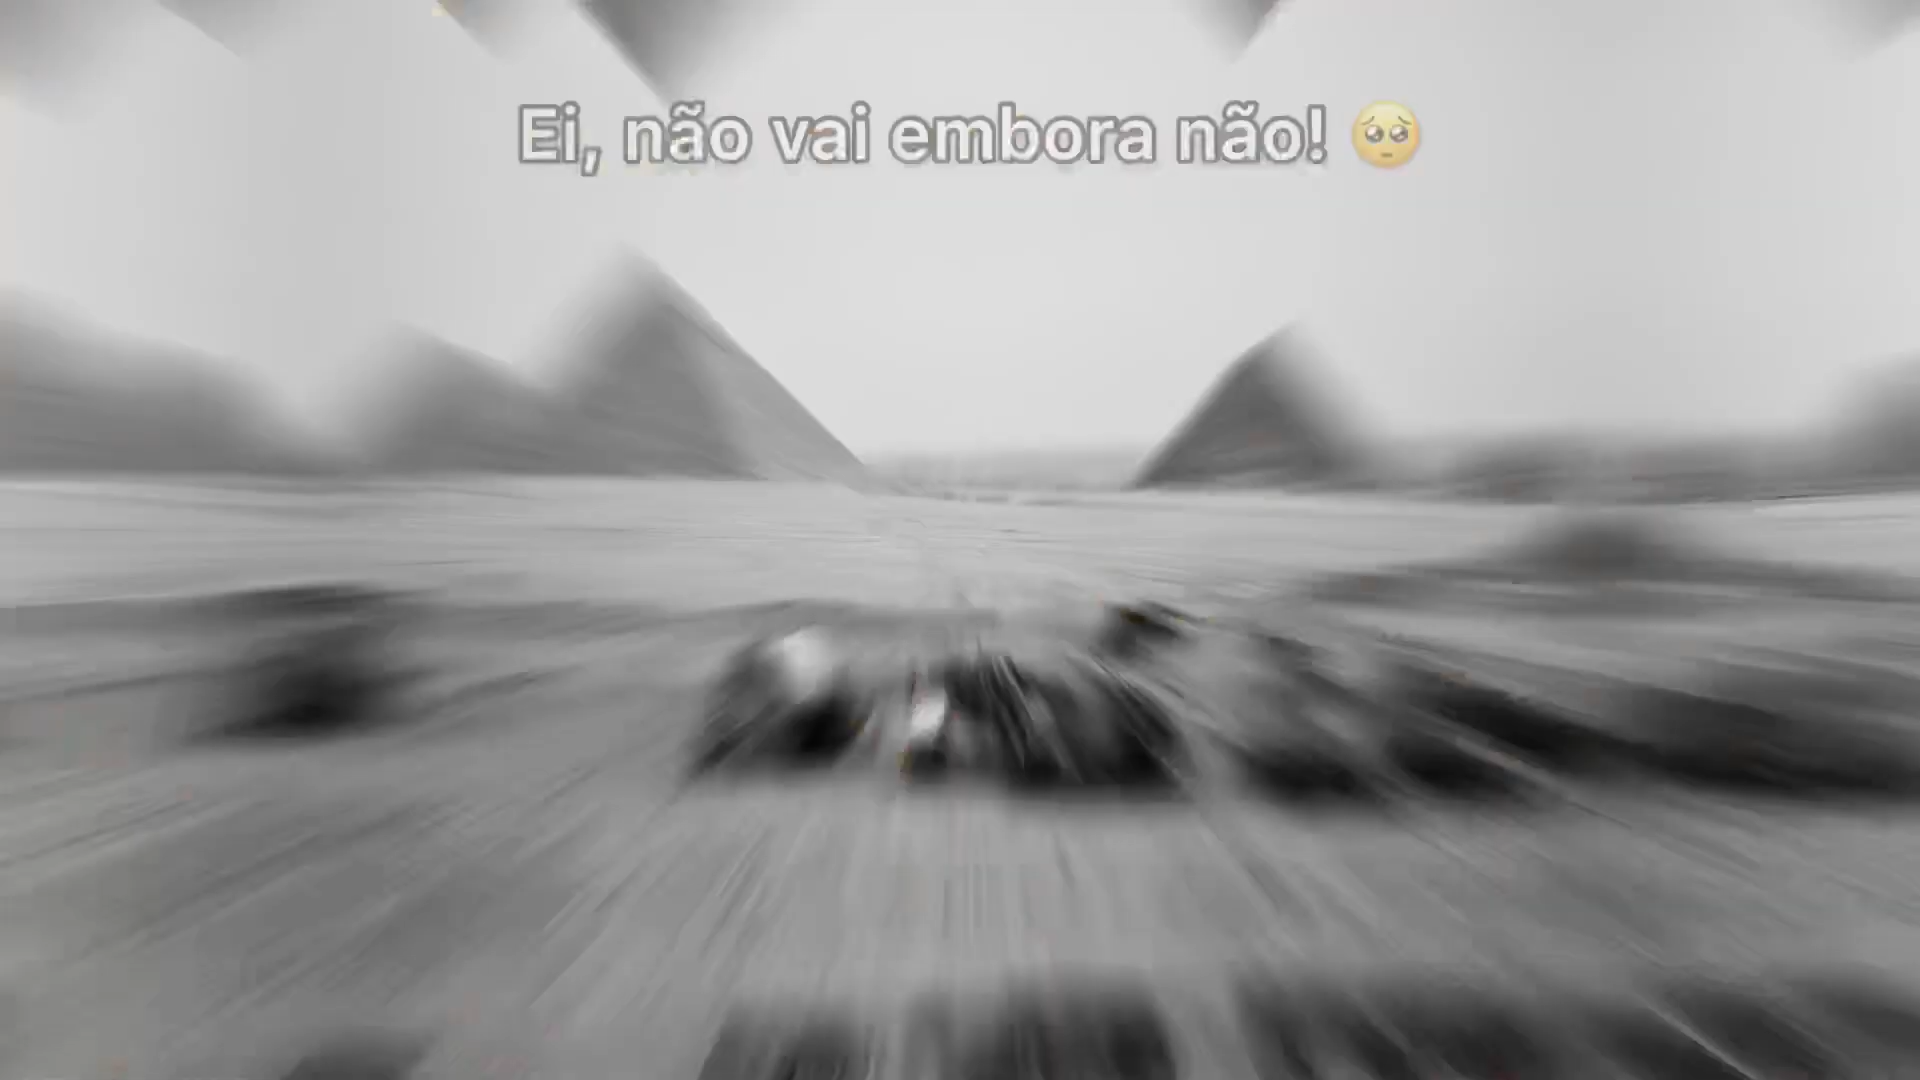 Ei, não vai embora não! 🥺